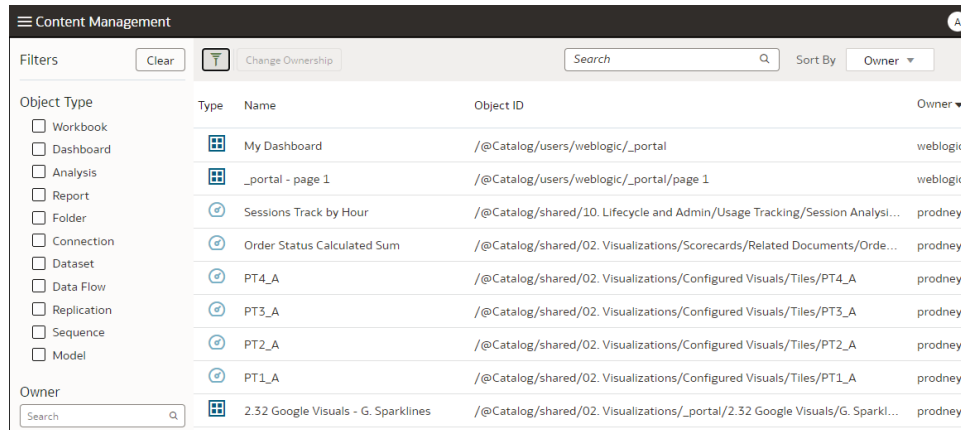 Content Management
A
Filters
Clear
Change Ownership
Search
Sort By
Owner
Object Type
Workbook
Dashboard
Analysis
Report
Folder
Connection
Dataset
Data Flow
Replication
Sequence
Model
Owner
Search
Type Name Object ID Owner
My Dashboard /@Catalog/users/weblogic/_portal weblogic
_portal - page 1 /@Catalog/users/weblogic/_portal/page 1 weblogic
Sessions Track by Hour /@Catalog/shared/10. Lifecycle and Admin/Usage Tracking/Session Analysi... prodney
Order Status Calculated Sum /@Catalog/shared/02. Visualizations/Scorecards/Related Documents/Orde... prodney
PT4_A /@Catalog/shared/02. Visualizations/Configured Visuals/Tiles/PT4_A prodney
PT3_A /@Catalog/shared/02. Visualizations/Configured Visuals/Tiles/PT3_A prodney
PT2_A /@Catalog/shared/02. Visualizations/Configured Visuals/Tiles/PT2_A prodney
PT1_A /@Catalog/shared/02. Visualizations/Configured Visuals/Tiles/PT1_A prodney
2.32 Google Visuals - G. Sparklines /@Catalog/shared/02. Visualizations/_portal/2.32 Google Visuals/G. Sparkl... prodney